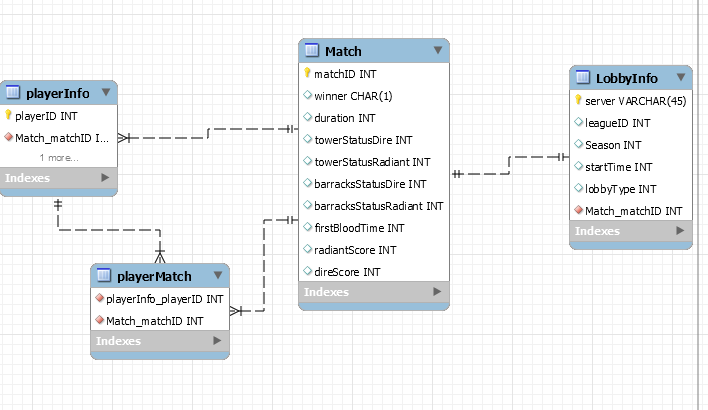 playerInfo
playerID INT
Match_matchID I...
1 more...
Indexes
Match
matchID INT
winner CHAR(1)
duration INT
towerStatusDire INT
towerStatusRadiant INT
barracksStatusDire INT
barracksStatusRadiant INT
firstBloodTime INT
radiantScore INT
direScore INT
Indexes
LobbyInfo
server VARCHAR(45)
leagueID INT
Season INT
startTime INT
lobbyType INT
Match_matchID INT
Indexes
playerMatch
playerInfo_playerID INT
Match_matchID INT
Indexes